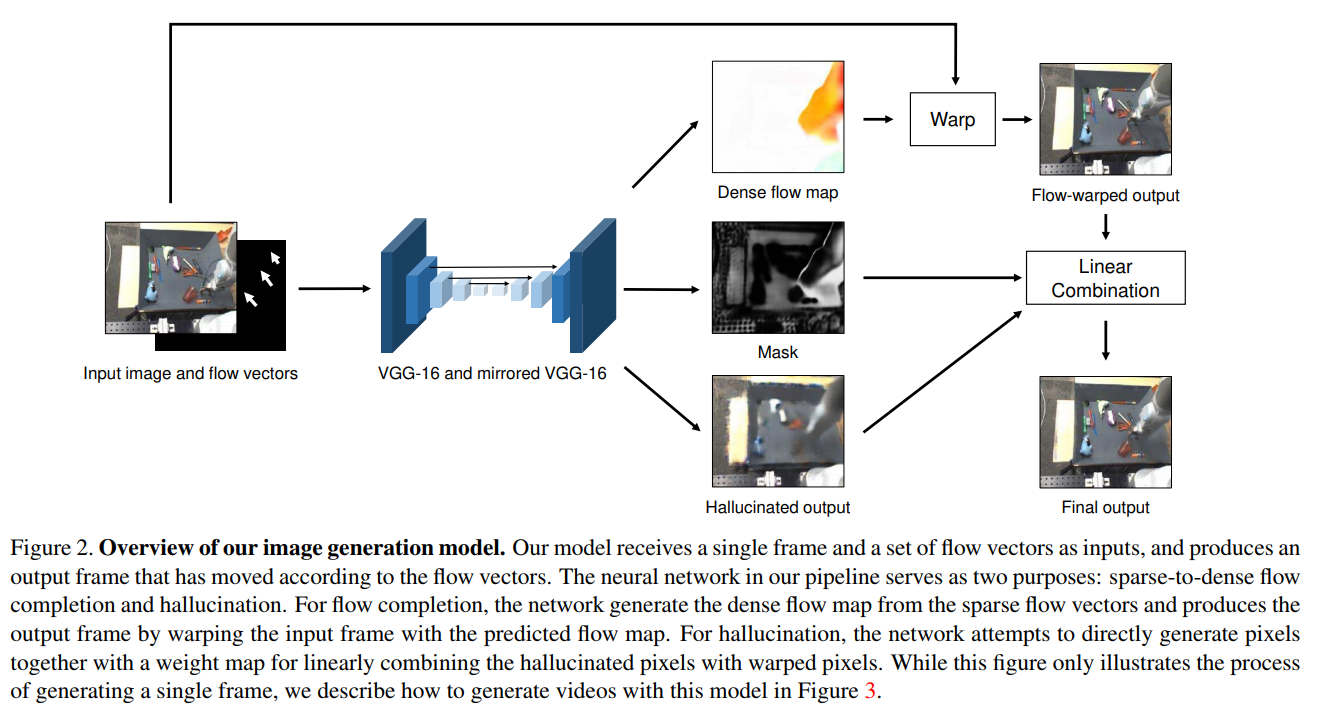 Warp
Dense flow map
Flow-warped output
Linear
Combination
Input image and flow vectors
VGG-16 and mirrored VGG-16
Mask
Hallucinated output
Final output
Figure 2. Overview of our image generation model. Our model receives a single frame and a set of flow vectors as inputs, and produces an
output frame that has moved according to the flow vectors. The neural network in our pipeline serves as two purposes: sparse-to-dense flow
completion and hallucination. For flow completion, the network generate the dense flow map from the sparse flow vectors and produces the
output frame by warping the input frame with the predicted flow map. For hallucination, the network attempts to directly generate pixels
together with a weight map for linearly combining the hallucinated pixels with warped pixels. While this figure only illustrates the process
of generating a single frame, we describe how to generate videos with this model in Figure 3.